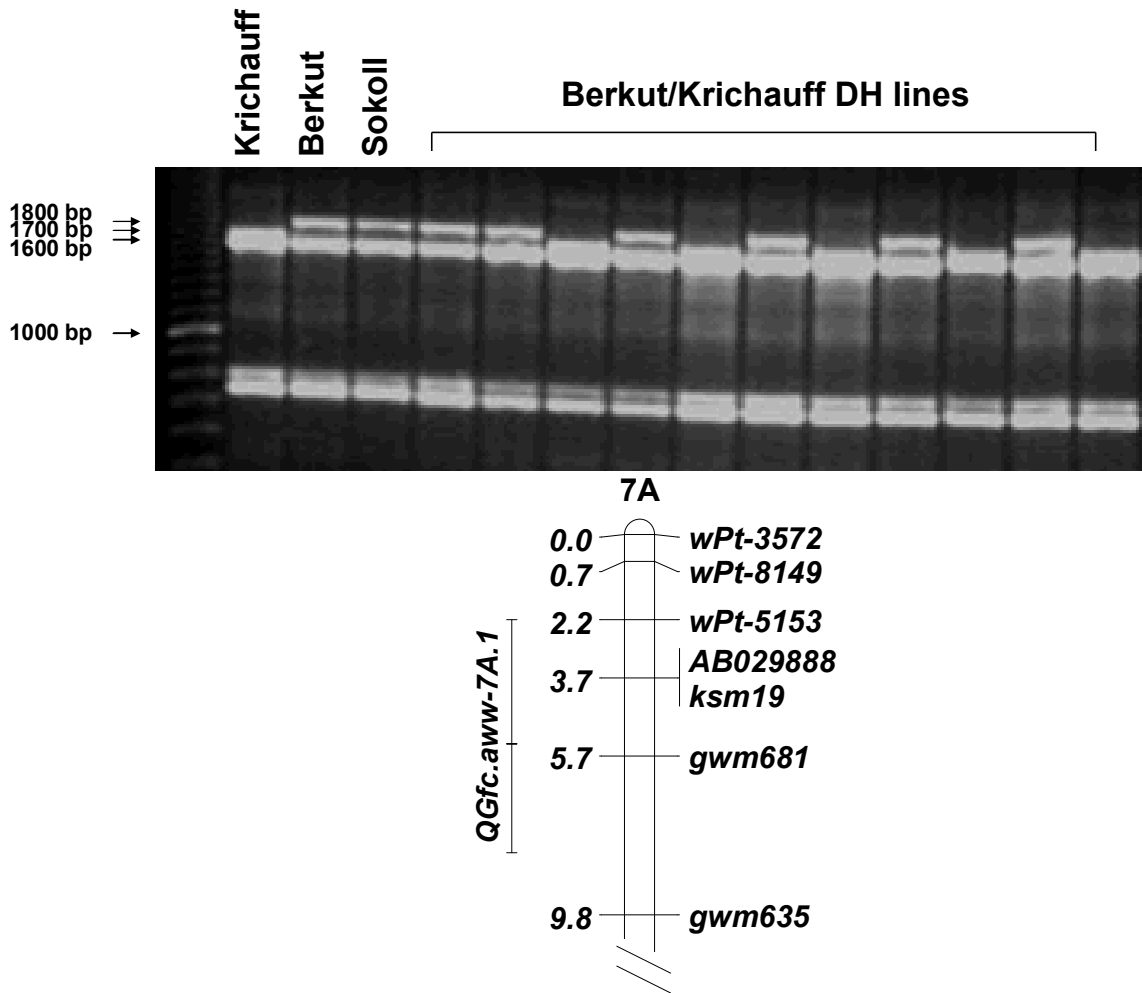 Krichauff
Berkut
Sokoll
Berkut/Krichauff DH lines
1800 bp
1700 bp
1600 bp
1000 bp
7A
0.0 wPt-3572
0.7 wPt-8149
2.2 wPt-5153
3.7 AB029888
ksm19
5.7 gwm681
9.8 gwm635
QGfc.aww-7A.1